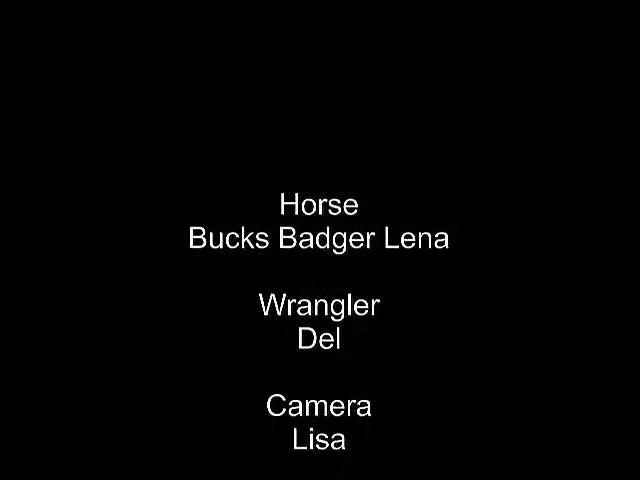 Horse
Bucks Badger Lena
Wrangler
Del
Camera
Lisa